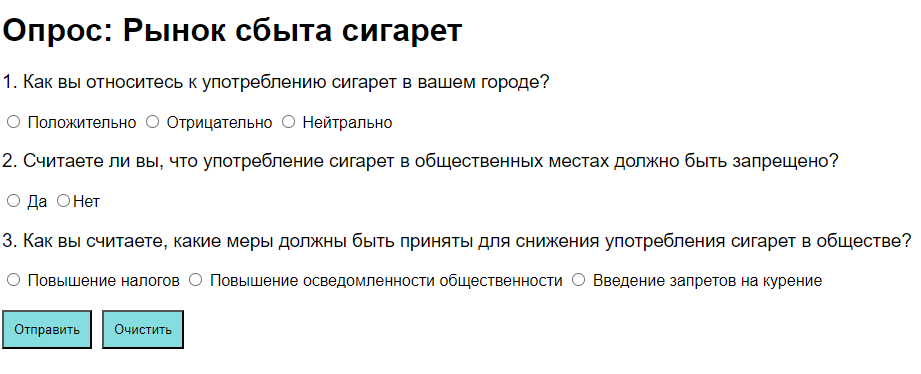 Опрос: Рынок сбыта сигарет
1. Как вы относитесь к употреблению сигарет в вашем городе?
Положительно Отрицательно Нейтрально
2. Считаете ли вы, что употребление сигарет в общественных местах должно быть запрещено?
Да Нет
3. Как вы считаете, какие меры должны быть приняты для снижения употребления сигарет в обществе?
Повышение налогов Повышение осведомленности общественности Введение запретов на курение
Отправить Очистить